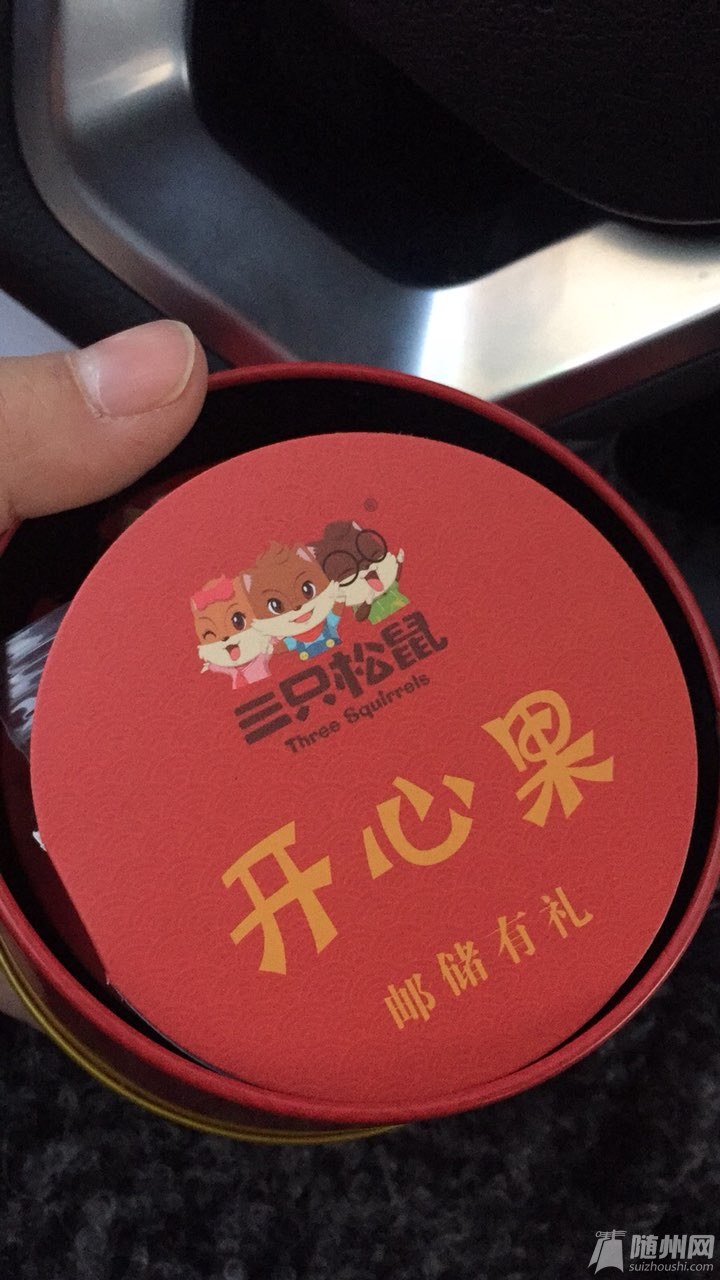 ®
三只松鼠
Three Squirrels
开心果
邮储有礼
随州网
suizhoushi.com